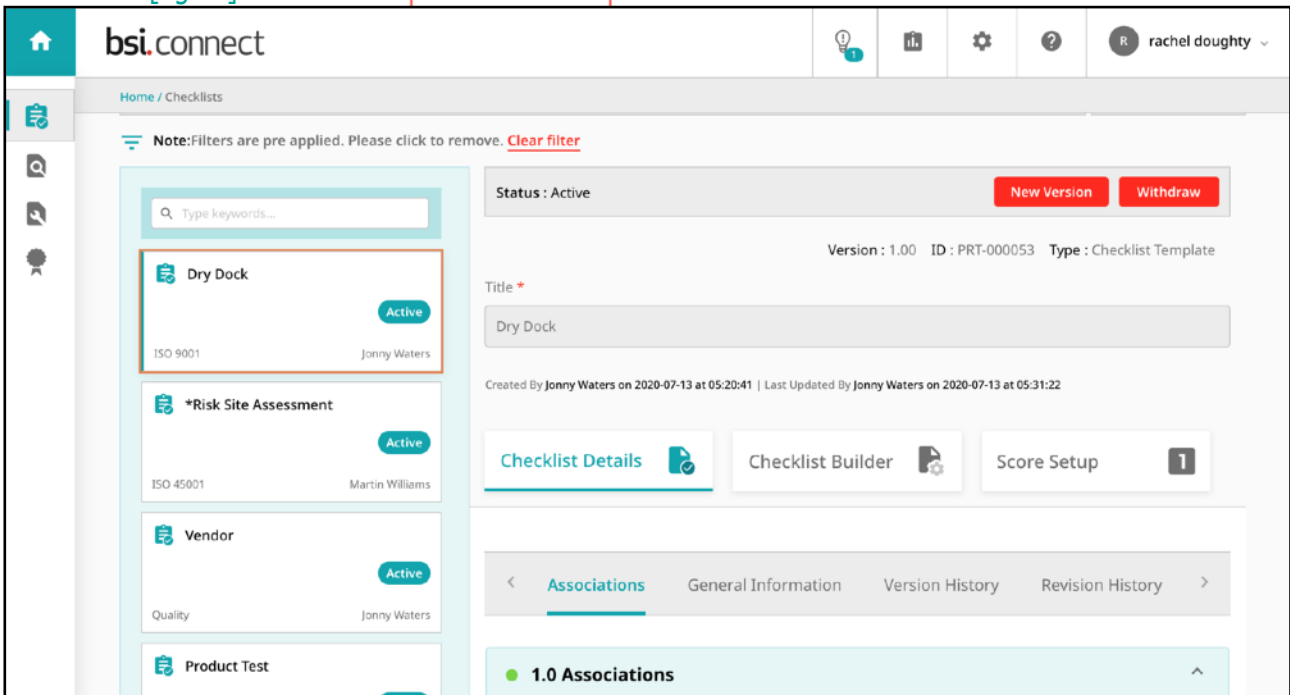 bsi.connect
1
R
rachel doughty
Home / Checklists
Note:Filters are pre applied. Please click to remove. Clear filter
Type keywords...
Dry Dock
Active
ISO 9001
Jonny Waters
*Risk Site Assessment
Active
ISO 45001
Martin Williams
Vendor
Active
Quality
Jonny Waters
Product Test
Status : Active
New Version
Withdraw
Version : 1.00 ID : PRT-000053 Type : Checklist Template
Title *
Dry Dock
Created By Jonny Waters on 2020-07-13 at 05:20:41 | Last Updated By Jonny Waters on 2020-07-13 at 05:31:22
Checklist Details
Checklist Builder
Score Setup
1
Associations
General Information
Version History
Revision History
1.0 Associations